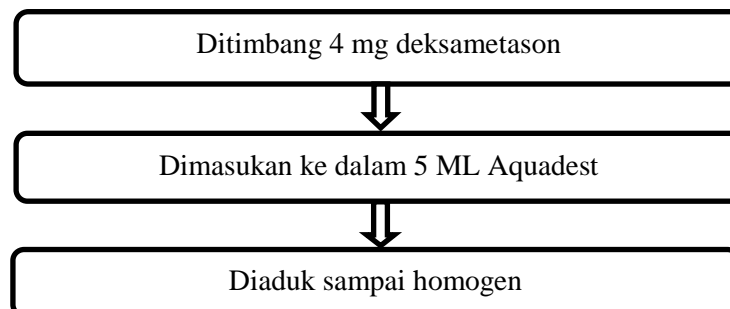 Ditimbang 4 mg deksametason
Dimasukan ke dalam 5 ML Aquadest
Diaduk sampai homogen